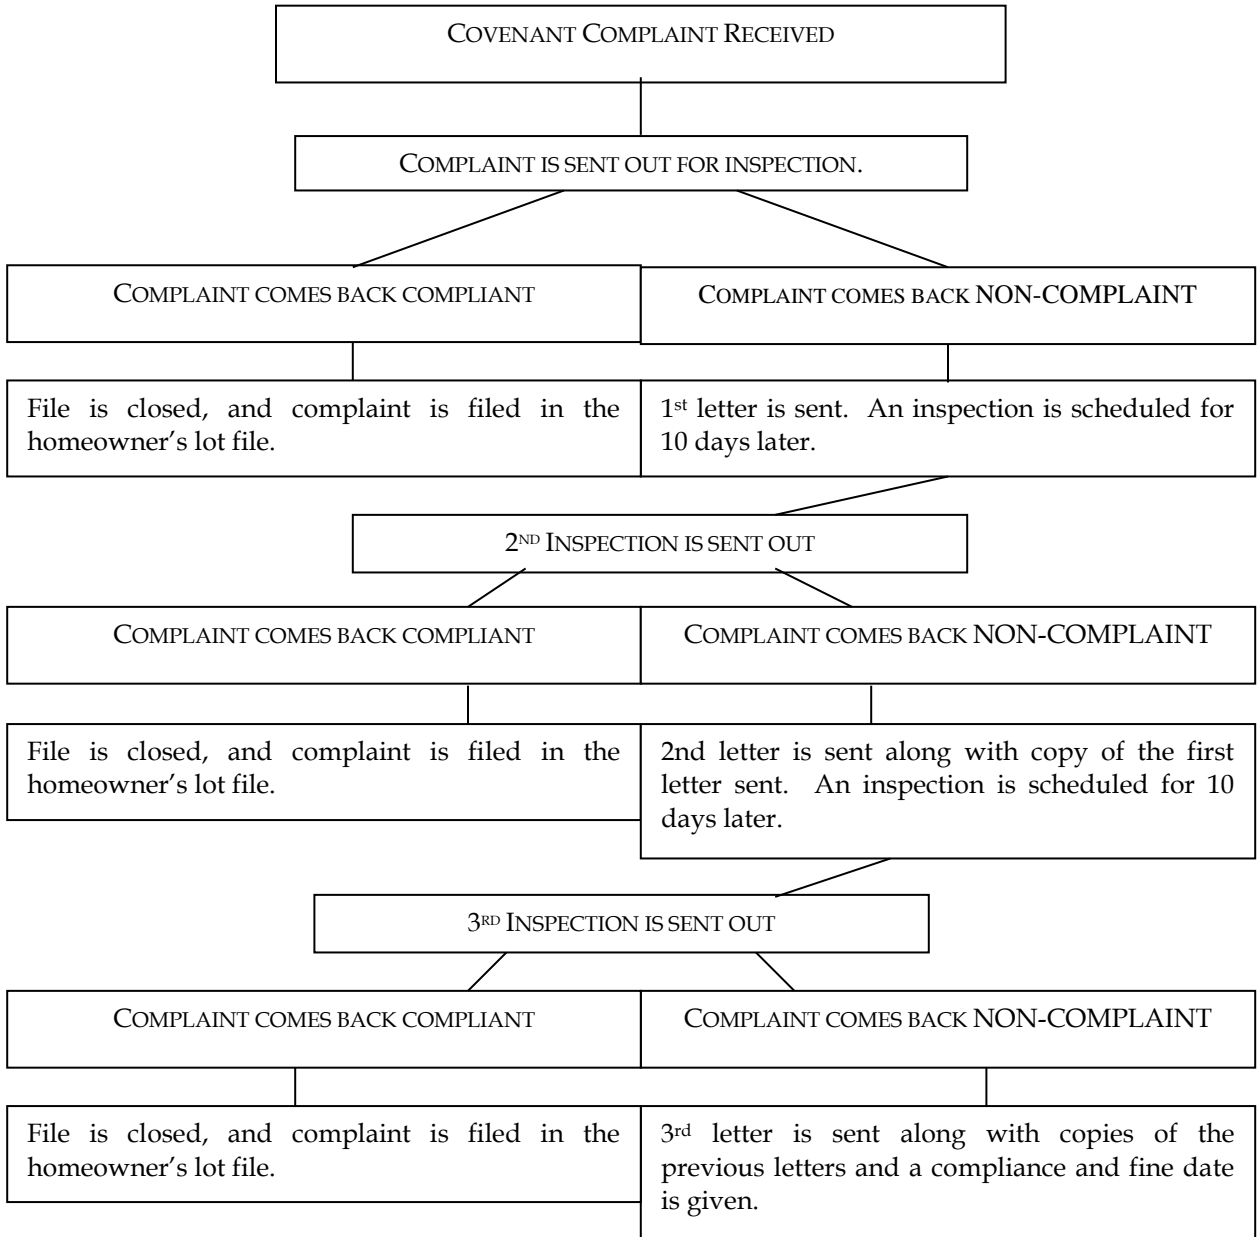 COVENANT COMPLAINT RECEIVED
COMPLAINT IS SENT OUT FOR INSPECTION.
COMPLAINT COMES BACK COMPLIANT
COMPLAINT COMES BACK NON-COMPLAINT
File is closed, and complaint is filed in the
homeowner's lot file.
1st letter is sent. An inspection is scheduled for
10 days later.
2ND INSPECTION IS SENT OUT
COMPLAINT COMES BACK COMPLIANT
COMPLAINT COMES BACK NON-COMPLAINT
File is closed, and complaint is filed in the
homeowner's lot file.
2nd letter is sent along with copy of the first
letter sent. An inspection is scheduled for 10
days later.
3RD INSPECTION IS SENT OUT
COMPLAINT COMES BACK COMPLIANT
COMPLAINT COMES BACK NON-COMPLAINT
File is closed, and complaint is filed in the
homeowner's lot file.
3rd letter is sent along with copies of the
previous letters and a compliance and fine date
is given.